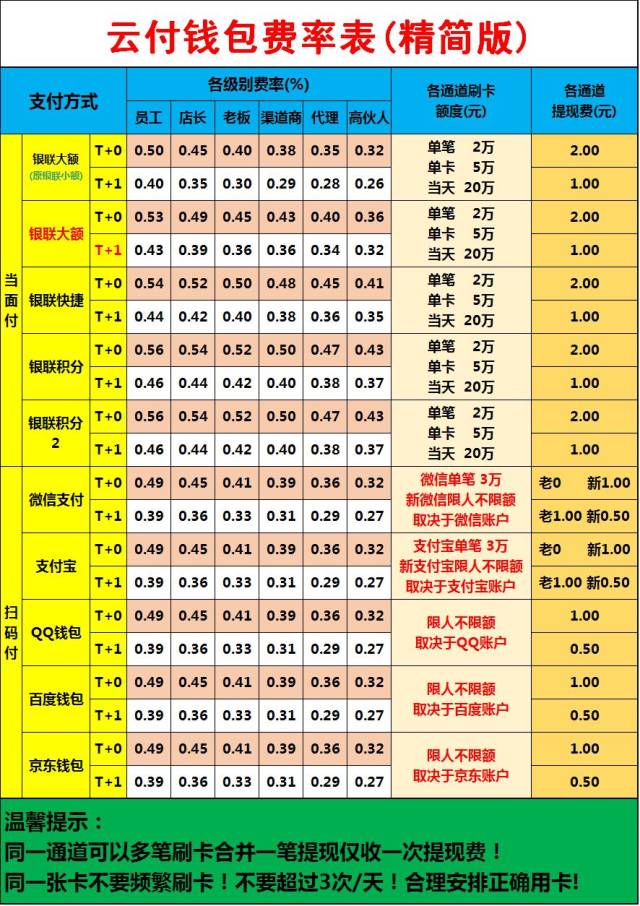 云付钱包费率表(精简版)
支付方式 各级别费率(%) 各通道刷卡额度(元) 各通道提现费(元)
员工 店长 老板 渠道商 代理 高伙人
当面付
银联大额 (原银联小额) T+0 0.50 0.45 0.40 0.38 0.35 0.32 单笔 2万 2.00
T+1 0.40 0.35 0.30 0.29 0.28 0.26 单卡 5万 当天 20万 1.00
银联大额 T+0 0.53 0.49 0.45 0.43 0.40 0.36 单笔 2万 2.00
T+1 0.43 0.39 0.36 0.36 0.34 0.32 单卡 5万 当天 20万 1.00
银联快捷 T+0 0.54 0.52 0.50 0.48 0.45 0.41 单笔 2万 2.00
T+1 0.44 0.42 0.40 0.38 0.36 0.35 单卡 5万 当天 20万 1.00
银联积分 T+0 0.56 0.54 0.52 0.50 0.47 0.43 单笔 2万 2.00
T+1 0.46 0.44 0.42 0.40 0.38 0.37 单卡 5万 当天 20万 1.00
银联积分2 T+0 0.56 0.54 0.52 0.50 0.47 0.43 单笔 2万 2.00
T+1 0.46 0.44 0.42 0.40 0.38 0.37 单卡 5万 当天 20万 1.00
扫码付
微信支付 T+0 0.49 0.45 0.41 0.39 0.36 0.32 微信单笔 3万 老0 新1.00
T+1 0.39 0.36 0.33 0.31 0.29 0.27 新微信限人不限额 取决于微信账户 老1.00 新0.50
支付宝 T+0 0.49 0.45 0.41 0.39 0.36 0.32 支付宝单笔 3万 老0 新1.00
T+1 0.39 0.36 0.33 0.31 0.29 0.27 新支付宝限人不限额 取决于支付宝账户 老1.00 新0.50
QQ钱包 T+0 0.49 0.45 0.41 0.39 0.36 0.32 限人不限额 1.00
T+1 0.39 0.36 0.33 0.31 0.29 0.27 取决于QQ账户 0.50
百度钱包 T+0 0.49 0.45 0.41 0.39 0.36 0.32 限人不限额 1.00
T+1 0.39 0.36 0.33 0.31 0.29 0.27 取决于百度账户 0.50
京东钱包 T+0 0.49 0.45 0.41 0.39 0.36 0.32 限人不限额 1.00
T+1 0.39 0.36 0.33 0.31 0.29 0.27 取决于京东账户 0.50
温馨提示：
同一通道可以多笔刷卡合并一笔提现仅收一次提现费！
同一张卡不要频繁刷卡！不要超过3次/天！合理安排正确用卡!